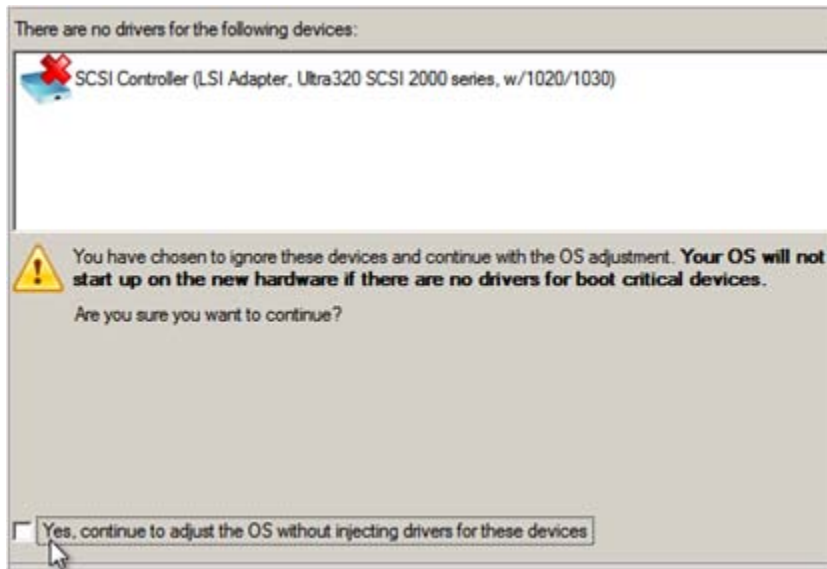 There are no drivers for the following devices:
SCSI Controller (LSI Adapter, Ultra320 SCSI 2000 series, w/1020/1030)
You have chosen to ignore these devices and continue with the OS adjustment. Your OS will not
start up on the new hardware if there are no drivers for boot critical devices.
Are you sure you want to continue?
Yes, continue to adjust the OS without injecting drivers for these devices